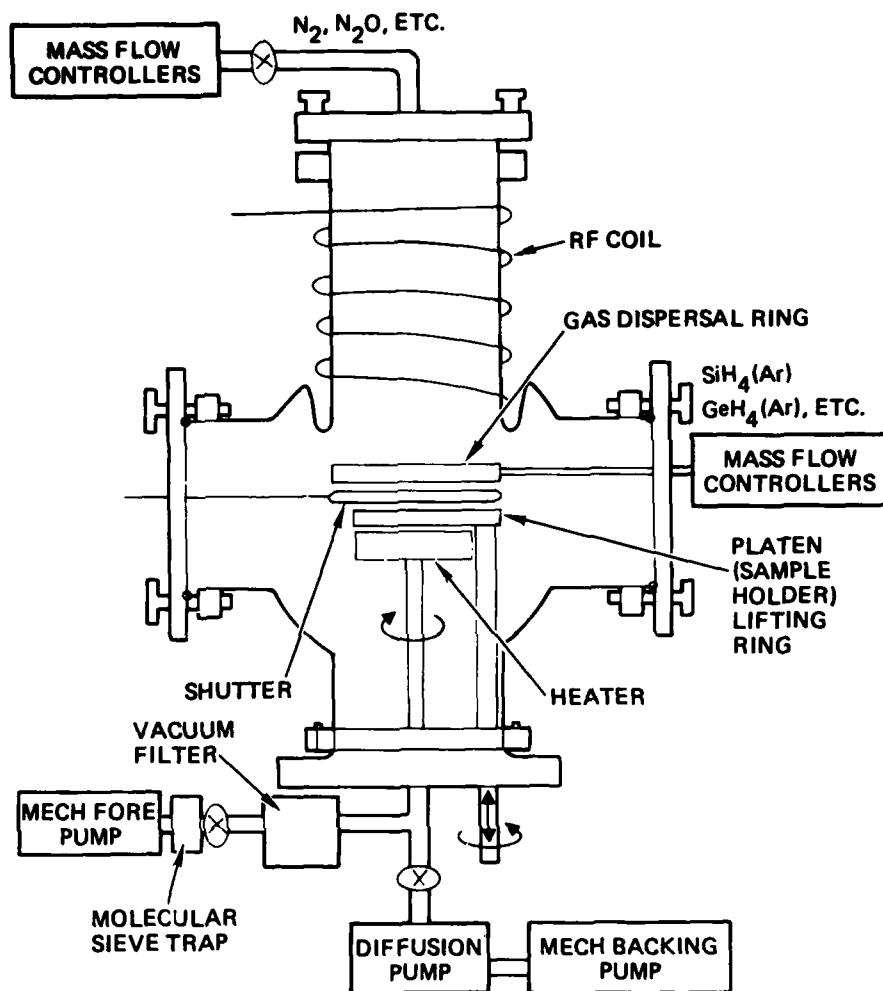 N2, N2O, ETC.
MASS FLOW
CONTROLLERS
RF COIL
GAS DISPERSAL RING
SiH4(Ar)
GeH4(Ar), ETC.
MASS FLOW
CONTROLLERS
PLATEN
(SAMPLE
HOLDER)
LIFTING
RING
SHUTTER
HEATER
VACUUM
FILTER
MECH FORE
PUMP
MOLECULAR
SIEVE TRAP
DIFFUSION
PUMP
MECH BACKING
PUMP